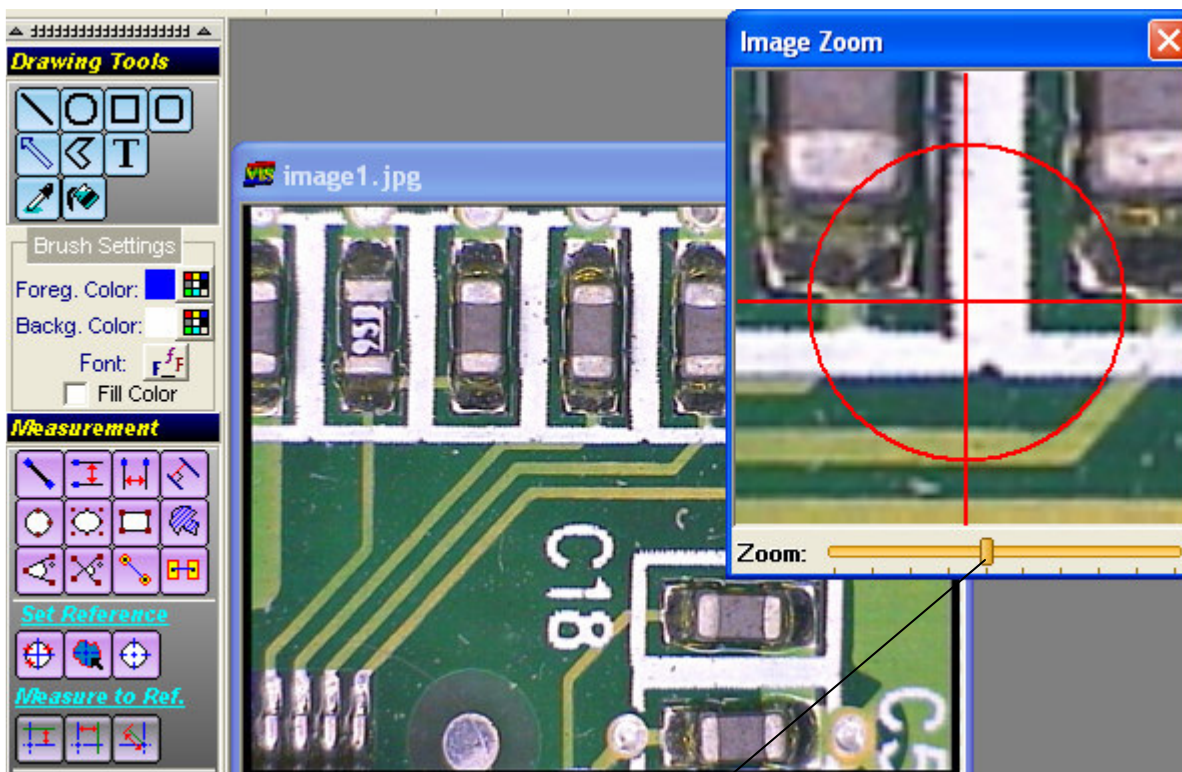 Drawing Tools
T
Brush Settings
Foreg. Color:
Backg. Color:
Font:
Fill Color
Measurement
Set Reference
Measure to Ref.
image1.jpg
C18
Image Zoom
Zoom: